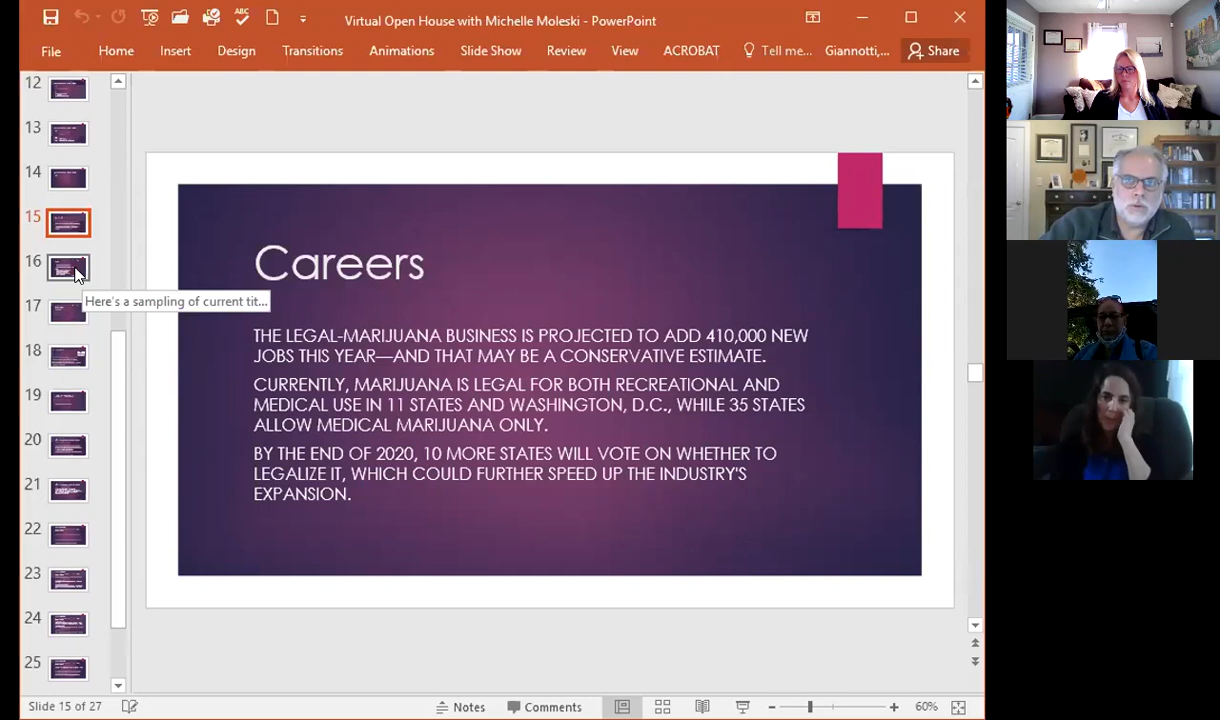 ABC
Virtual Open House with Michelle Moleski - PowerPoint
File Home Insert Design Transitions Animations Slide Show Review View ACROBAT Tell me... Giannotti,... Share
12
13
14
15
16
Here's a sampling of current tit...
17
18
19
20
21
22
23
24
25
Careers
THE LEGAL-MARIJUANA BUSINESS IS PROJECTED TO ADD 410,000 NEW
JOBS THIS YEAR—AND THAT MAY BE A CONSERVATIVE ESTIMATE.
CURRENTLY, MARIJUANA IS LEGAL FOR BOTH RECREATIONAL AND
MEDICAL USE IN 11 STATES AND WASHINGTON, D.C., WHILE 35 STATES
ALLOW MEDICAL MARIJUANA ONLY.
BY THE END OF 2020, 10 MORE STATES WILL VOTE ON WHETHER TO
LEGALIZE IT, WHICH COULD FURTHER SPEED UP THE INDUSTRY'S
EXPANSION.
Slide 15 of 27 Notes Comments 60%